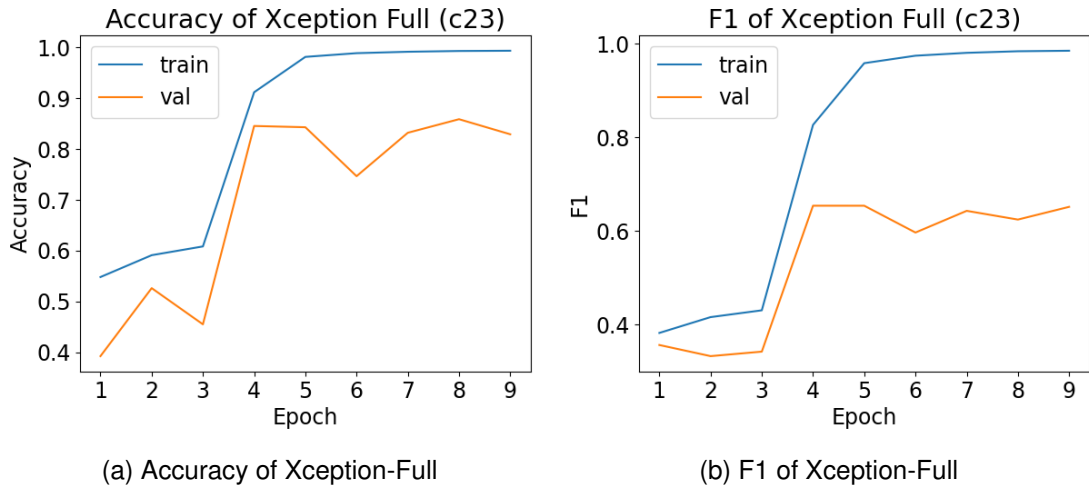 Accuracy of Xception Full (c23)
1.0
0.9
0.8
0.7
0.6
0.5
0.4
Accuracy
train
val
1 2 3 4 5 6 7 8 9
Epoch
(a) Accuracy of Xception-Full
F1 of Xception Full (c23)
1.0
0.8
0.6
0.4
F1
train
val
1 2 3 4 5 6 7 8 9
Epoch
(b) F1 of Xception-Full